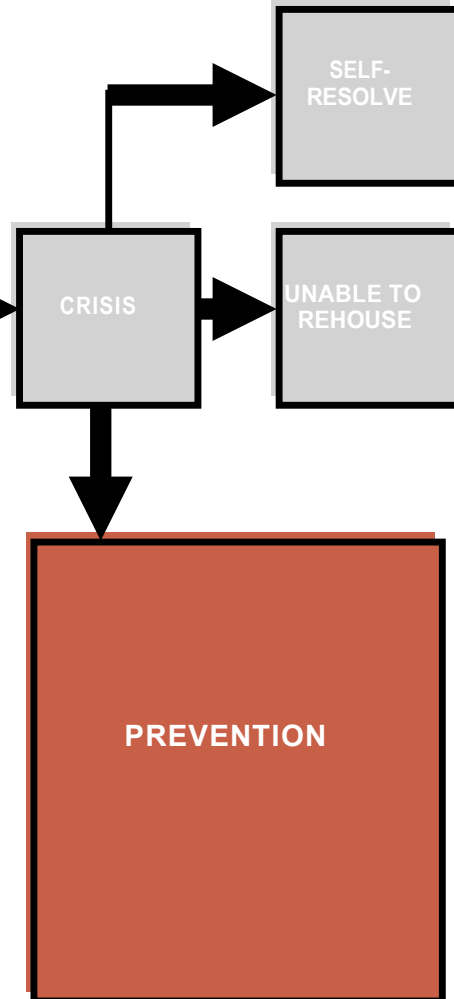 SELF-
RESOLVE
CRISIS
UNABLE TO
REHOUSE
PREVENTION